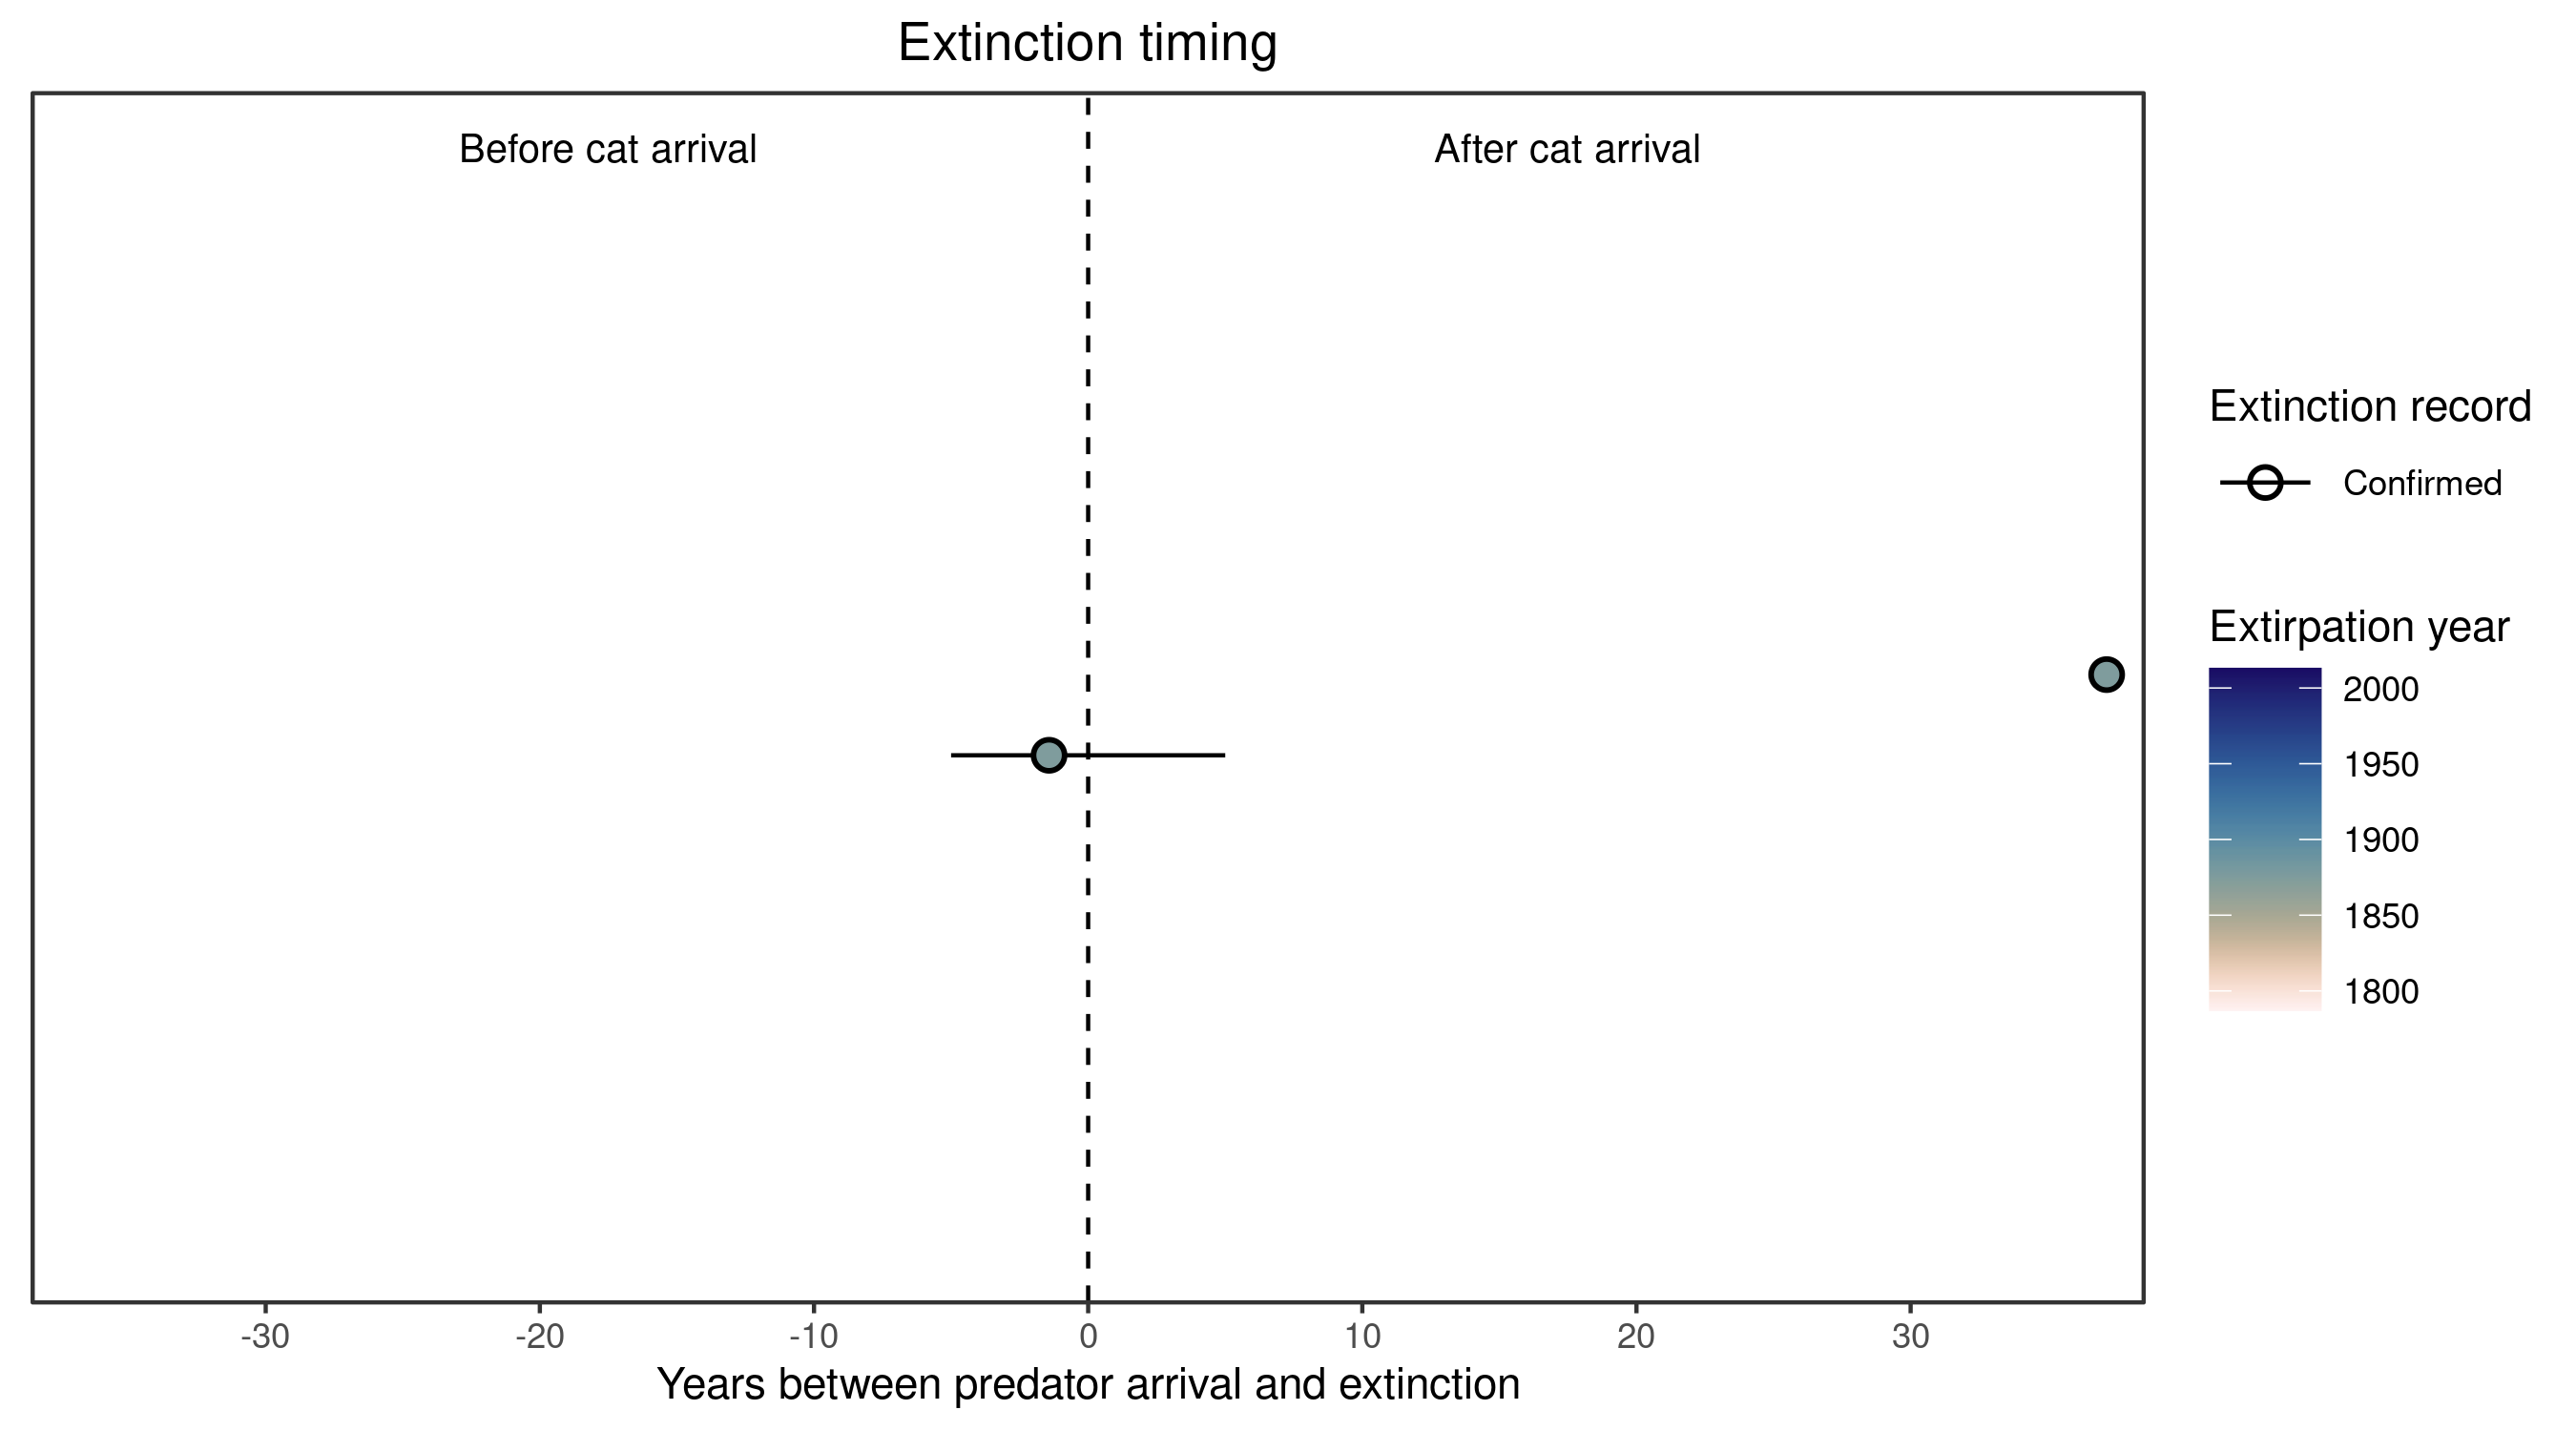 Extinction timing
Before cat arrival
After cat arrival
Extinction record
Confirmed
Extirpation year
2000
1950
1900
1850
1800
-30
-20
-10
0
10
20
30
Years between predator arrival and extinction